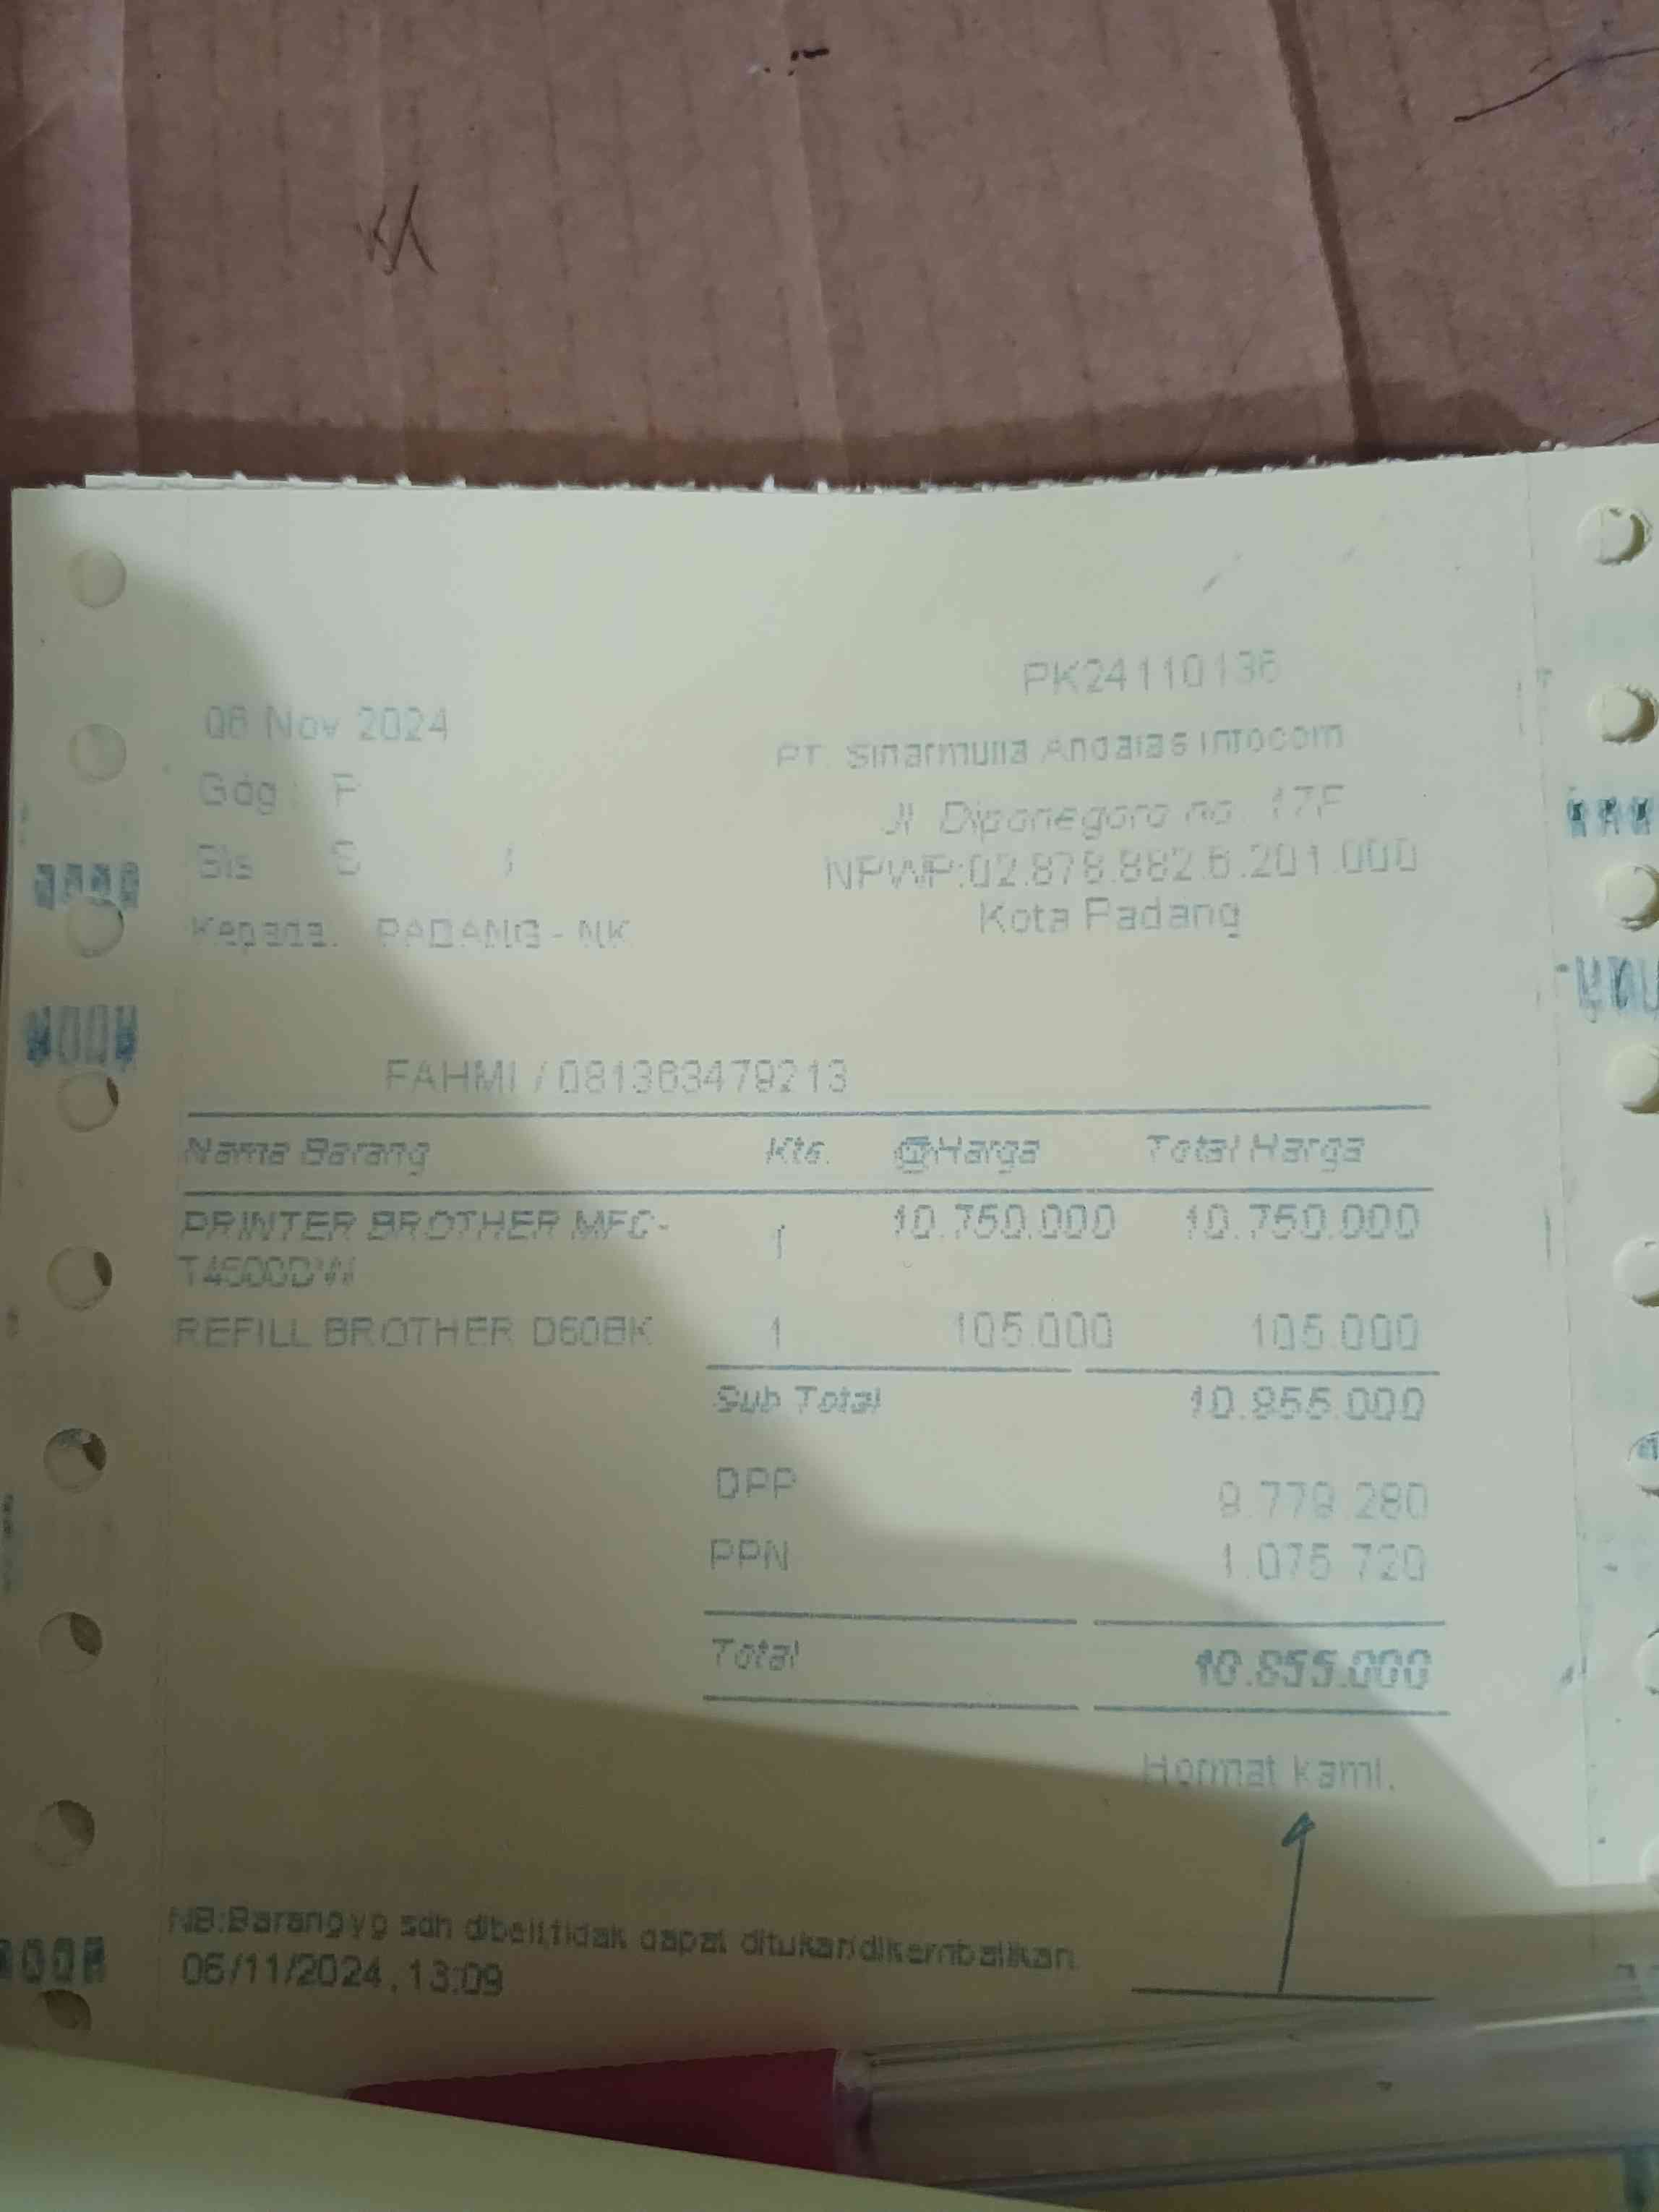 PK24110136
06 Nov 2024
PT. Sinarmulia Andalas Infocom
Gdg : P
Jl Diponegoro no. 17F
Sls S
NPWP:02.878.882.6.201.000
Kepada. PADANG - NK
Kota Padang
FAHMI / 081363479213
Nama Barang Kts. @Harga Total Harga
PRINTER BROTHER MFC- 1 10.750.000 10.750.000
T4500DW
REFILL BROTHER D60BK 1 105.000 105.000
Sub Total 10.855.000
DPP 9.779.280
PPN 1.075.720
Total 10.855.000
Hormat kami,
NB:Barang yg sdh dibeli,tidak dapat ditukar/dikembalikan.
06/11/2024, 13:09